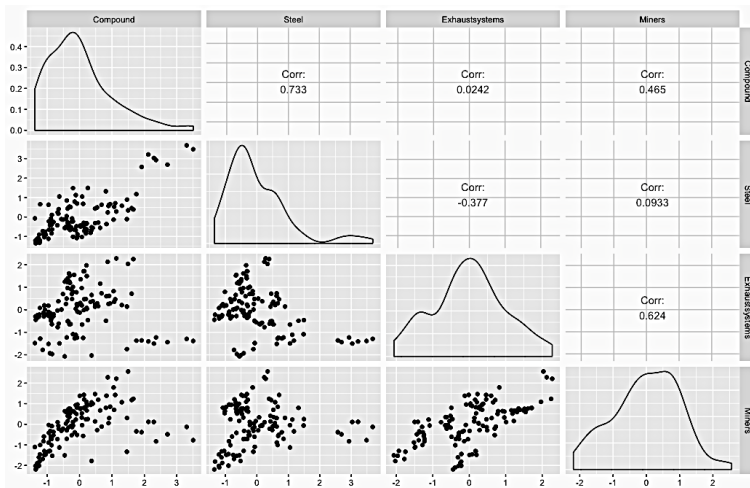 Compound Steel Exhaustsystems Miners
0.4
0.3
0.2
0.1
0.0
Corr:
0.733
Corr:
0.0242
Corr:
0.465
Compound
3
2
1
0
-1
Corr:
-0.377
Corr:
0.0933
Steel
2
1
0
-1
-2
Corr:
0.624
Exhaustsystems
2
1
0
-1
-2
Miners
-1 0 1 2 3 -1 0 1 2 3 -2 -1 0 1 2 -2 -1 0 1 2